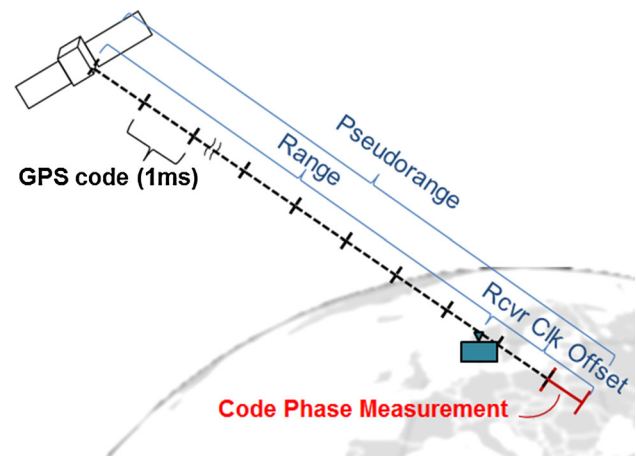 Pseudorange
Range
GPS code (1ms)
Rcvr Clk Offset
Code Phase Measurement